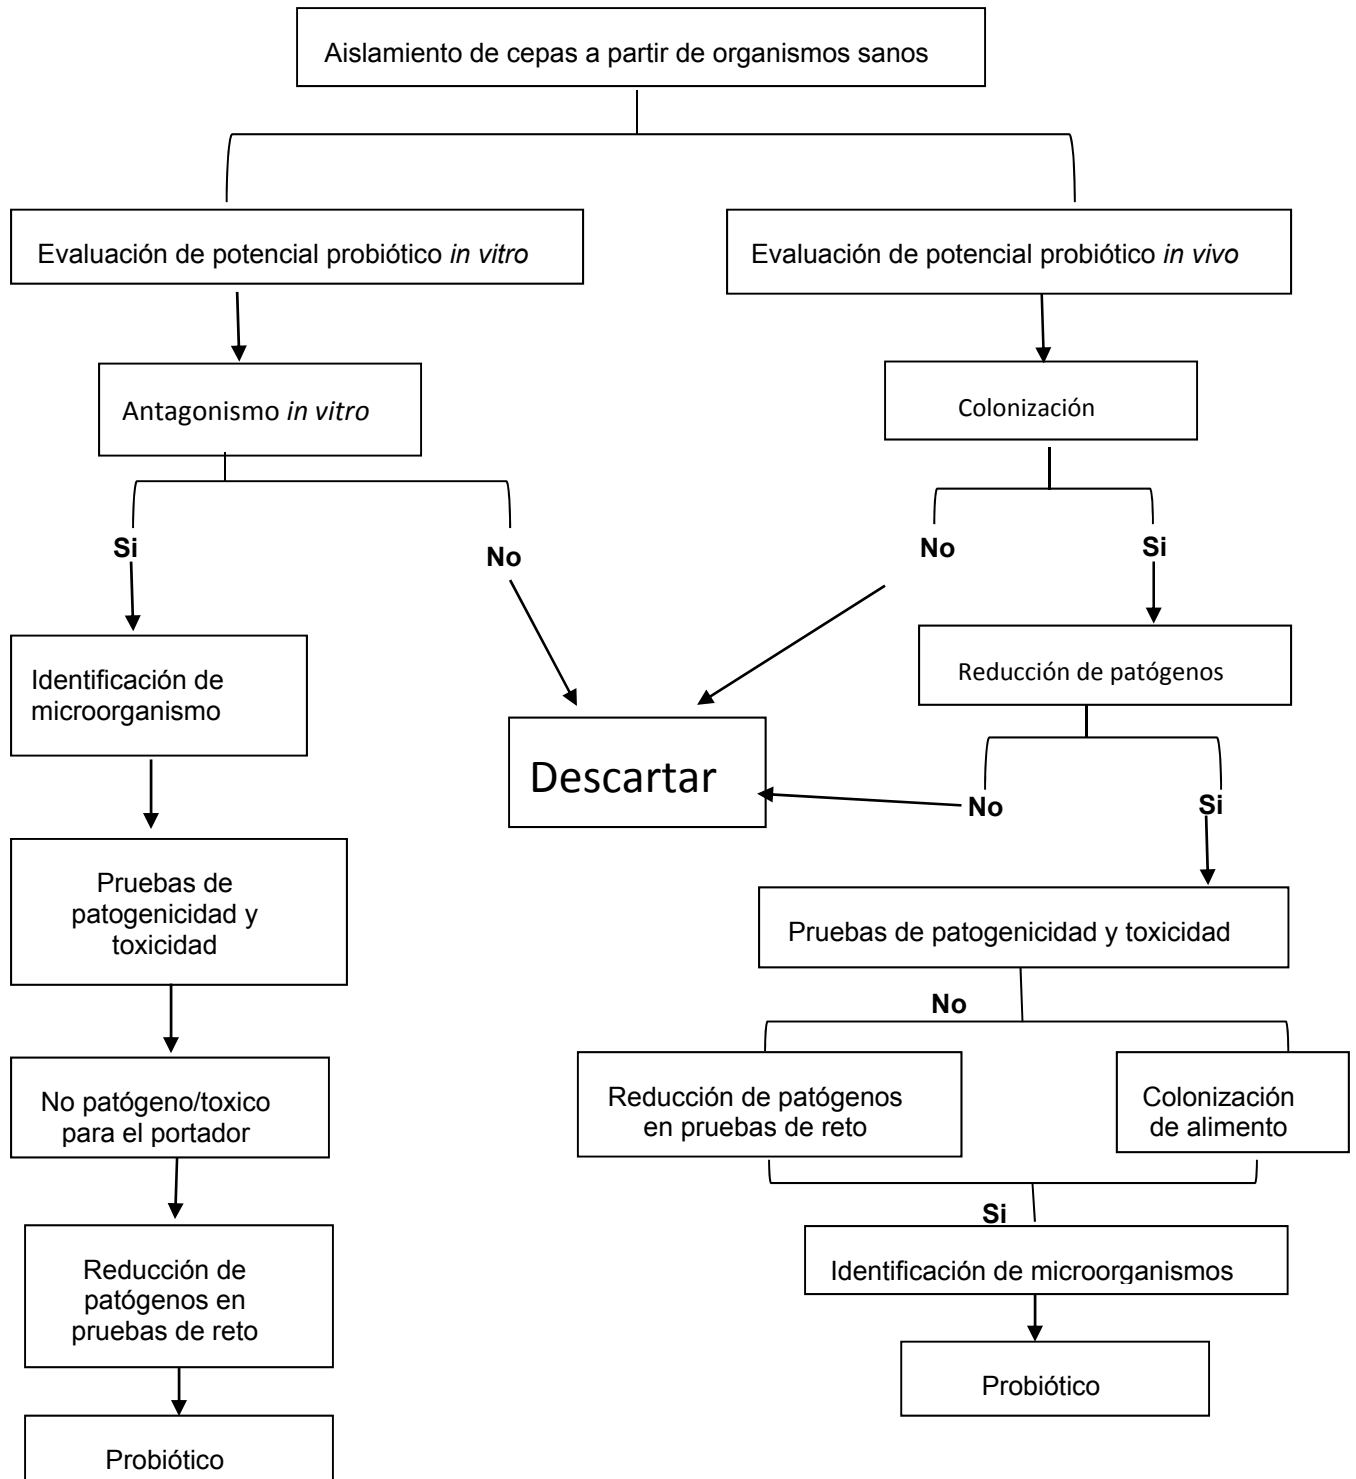 Aislamiento de cepas a partir de organismos sanos
Evaluación de potencial probiótico in vitro
Evaluación de potencial probiótico in vivo
Antagonismo in vitro
Colonización
Si
No
No
Si
Identificación de
microorganismo
Reducción de patógenos
Descartar
No
Si
Pruebas de
patogenicidad y
toxicidad
Pruebas de patogenicidad y toxicidad
No
No patógeno/toxico
para el portador
Reducción de patógenos
en pruebas de reto
Colonización
de alimento
Si
Reducción de
patógenos en
pruebas de reto
Identificación de microorganismos
Probiótico
Probiótico